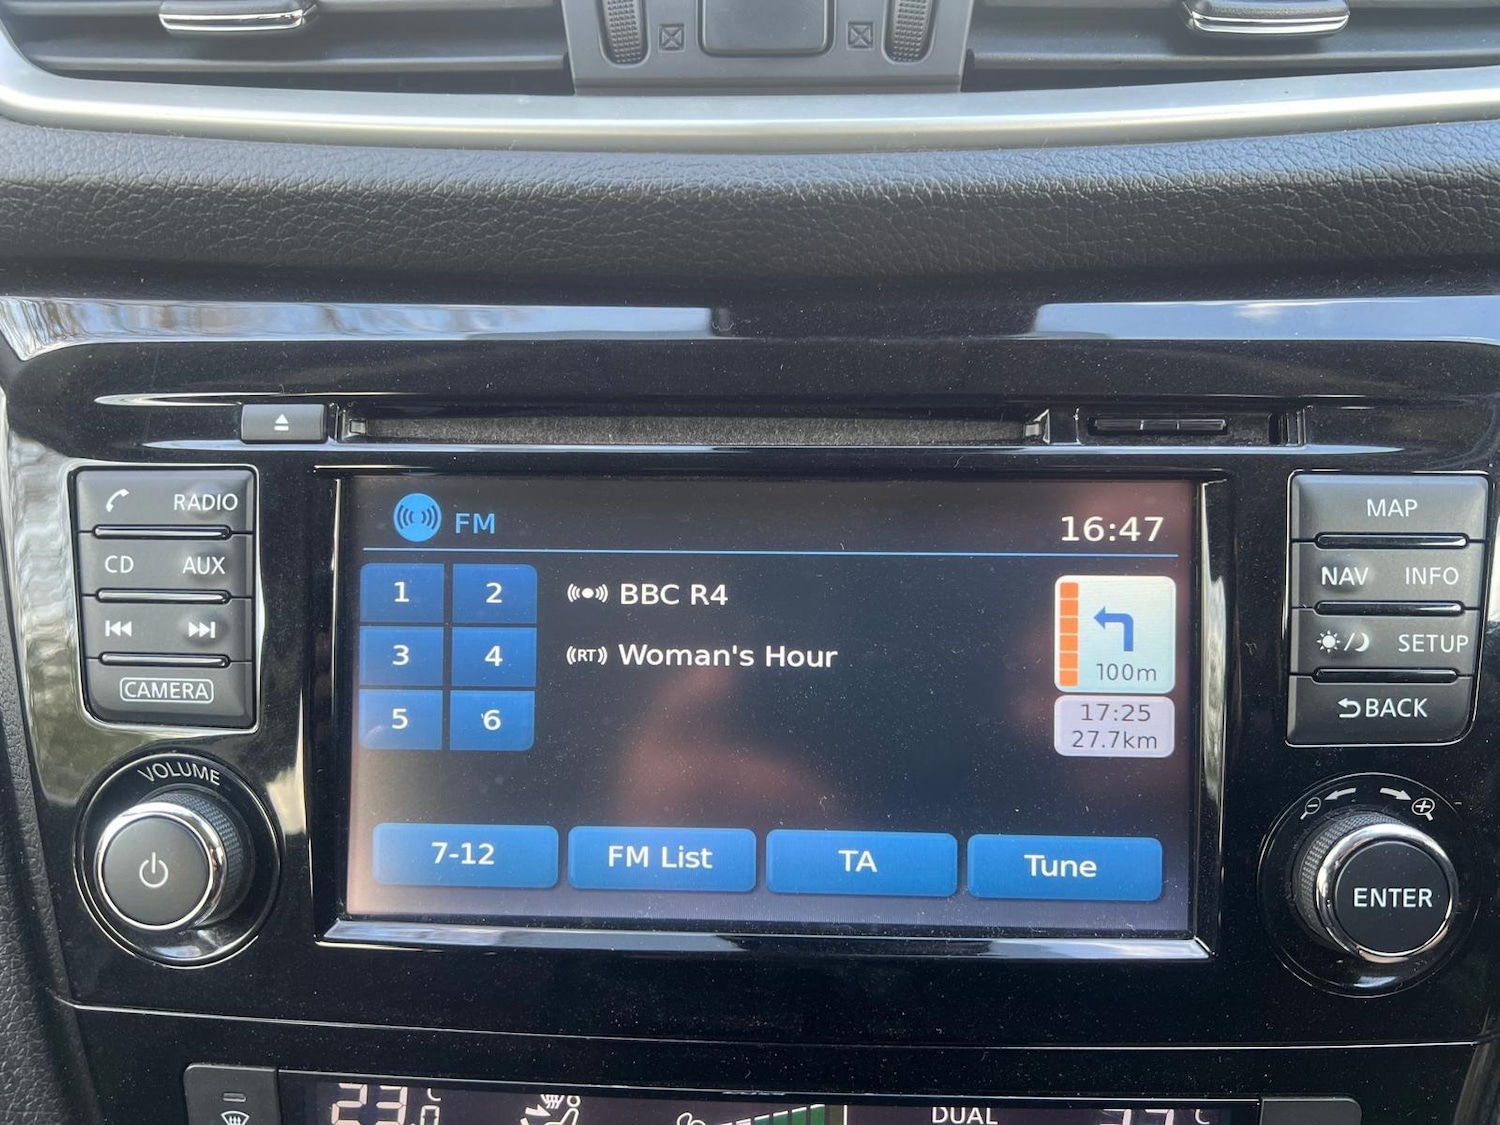 RADIO
CD AUX
CAMERA
VOLUME
FM 16:47
1 2 BBC R4
3 4 RT Woman's Hour
5 6
100m
17:25
27.7km
7-12 FM List TA Tune
MAP
NAV INFO
SETUP
BACK
ENTER
DUAL